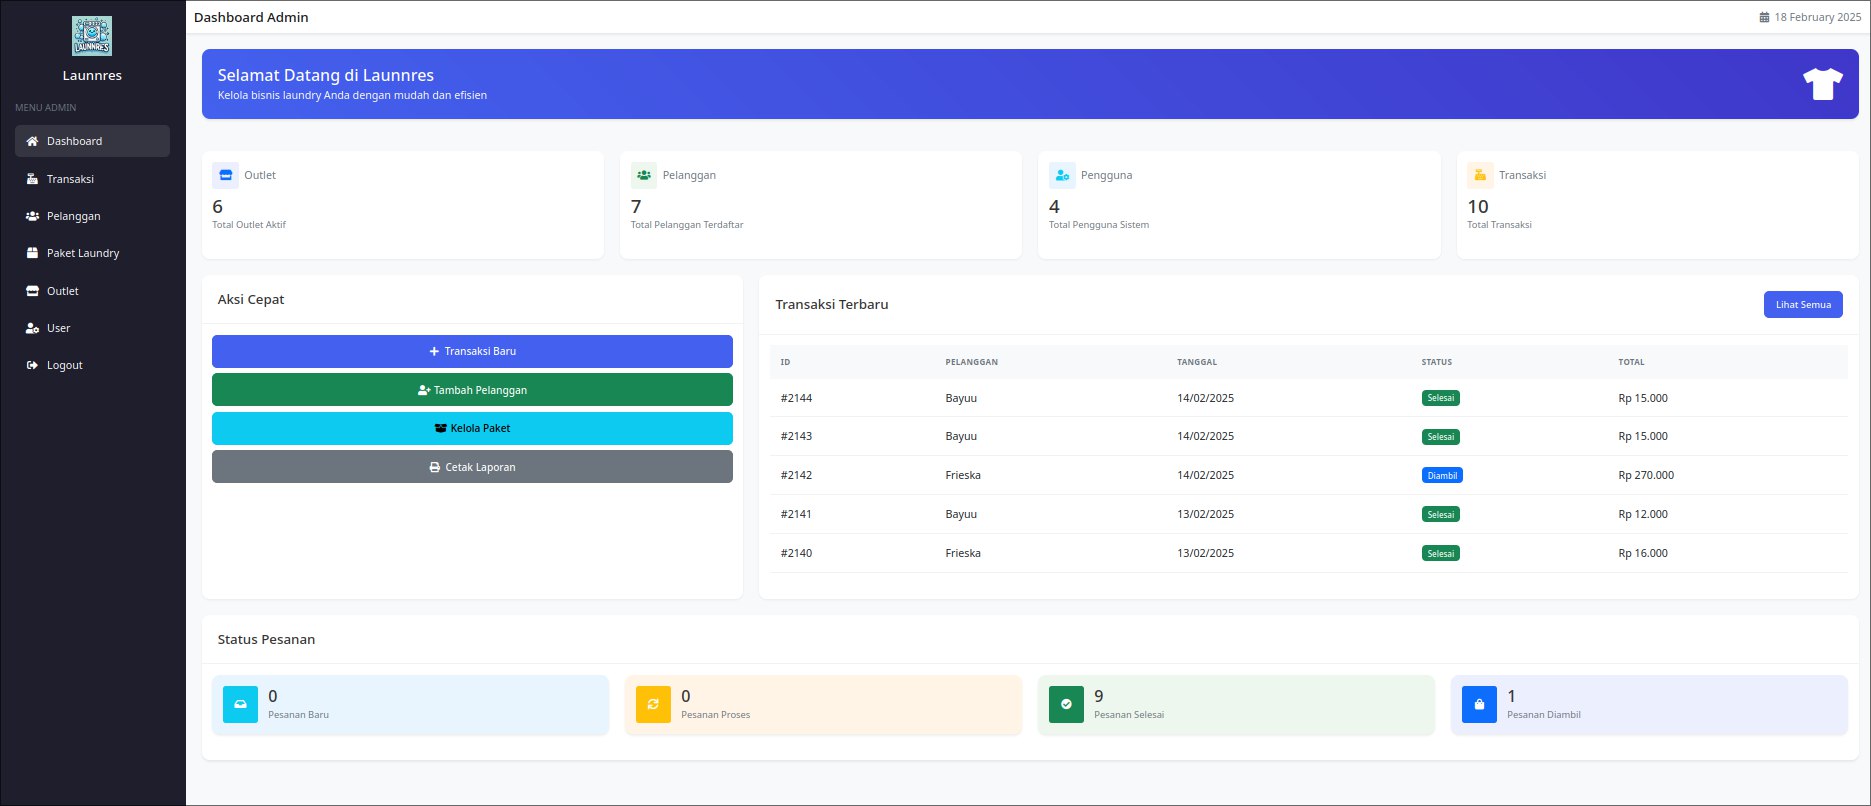 LAUNNRES
Launnres
MENU ADMIN
Dashboard
Transaksi
Pelanggan
Paket Laundry
Outlet
User
Logout
Dashboard Admin
18 February 2025
Selamat Datang di Launnres
Kelola bisnis laundry Anda dengan mudah dan efisien
Outlet
6
Total Outlet Aktif
Pelanggan
7
Total Pelanggan Terdaftar
Pengguna
4
Total Pengguna Sistem
Transaksi
10
Total Transaksi
Aksi Cepat
Transaksi Baru
Tambah Pelanggan
Kelola Paket
Cetak Laporan
Transaksi Terbaru
Lihat Semua
ID PELANGGAN TANGGAL STATUS TOTAL
#2144 Bayuu 14/02/2025 Selesai Rp 15.000
#2143 Bayuu 14/02/2025 Selesai Rp 15.000
#2142 Frieska 14/02/2025 Diambil Rp 270.000
#2141 Bayuu 13/02/2025 Selesai Rp 12.000
#2140 Frieska 13/02/2025 Selesai Rp 16.000
Status Pesanan
0
Pesanan Baru
0
Pesanan Proses
9
Pesanan Selesai
1
Pesanan Diambil